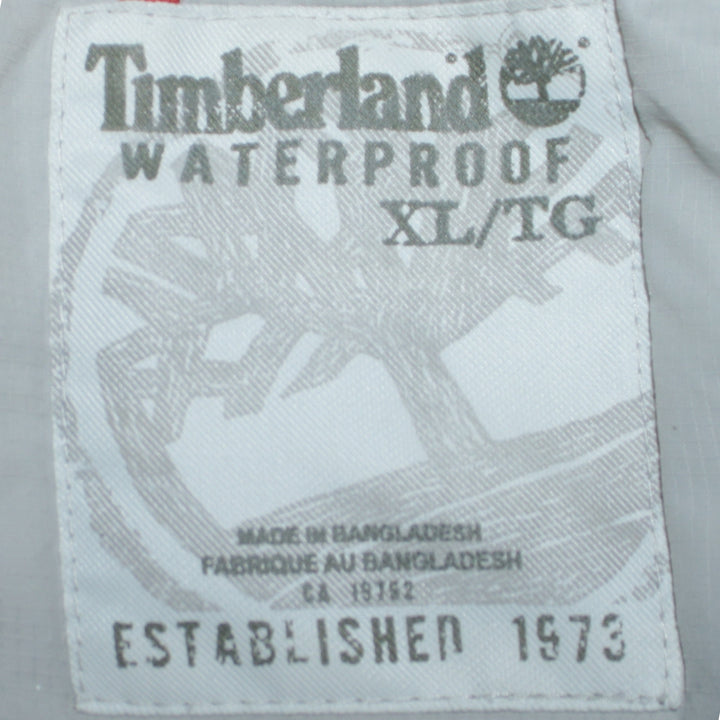 Timberland
WATERPROOF
XL/TG
MADE IN BANGLADESH
FABRIQUE AU BANGLADESH
CA 19752
ESTABLISHED 1973